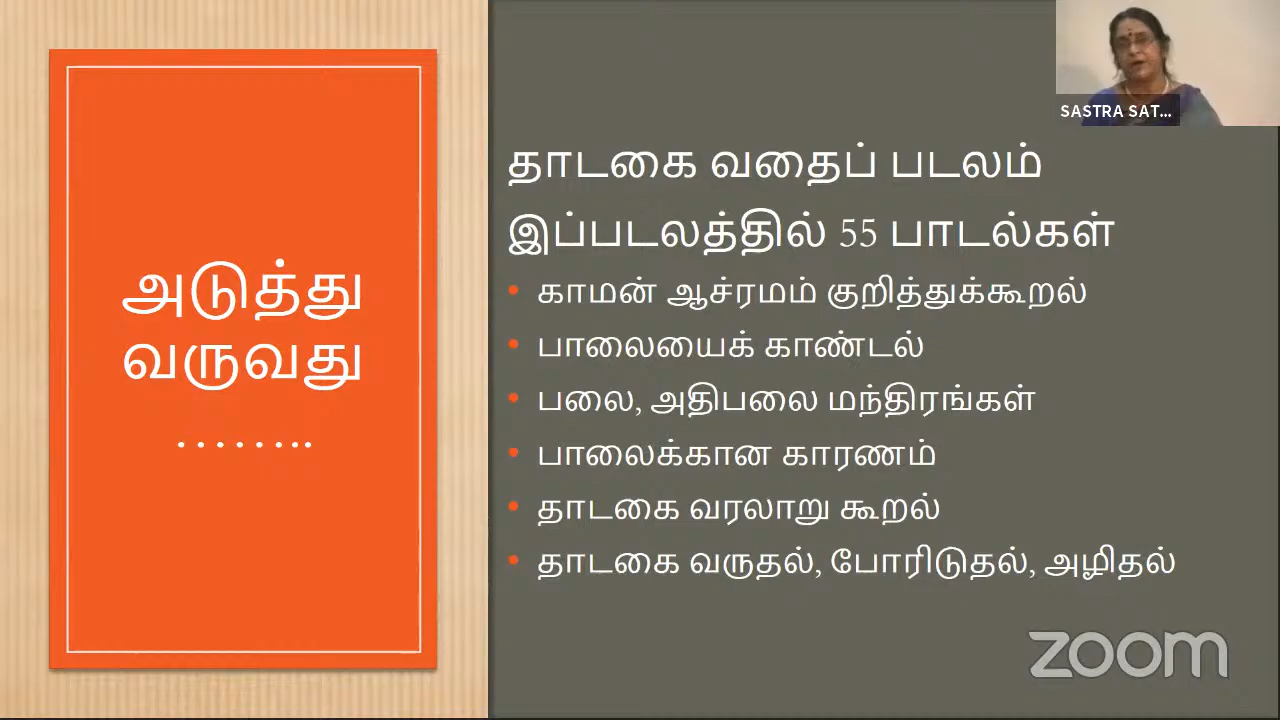 SASTRA SAT...
அடுத்து
வருவது
........
தாடகை வதைப் படலம்
இப்படலத்தில் 55 பாடல்கள்
• காமன் ஆச்ரமம் குறித்துக்கூறல்
• பாலையைக் காண்டல்
• பலை, அதிபலை மந்திரங்கள்
• பாலைக்கான காரணம்
• தாடகை வரலாறு கூறல்
• தாடகை வருதல், போரிடுதல், அழிதல்
zoom